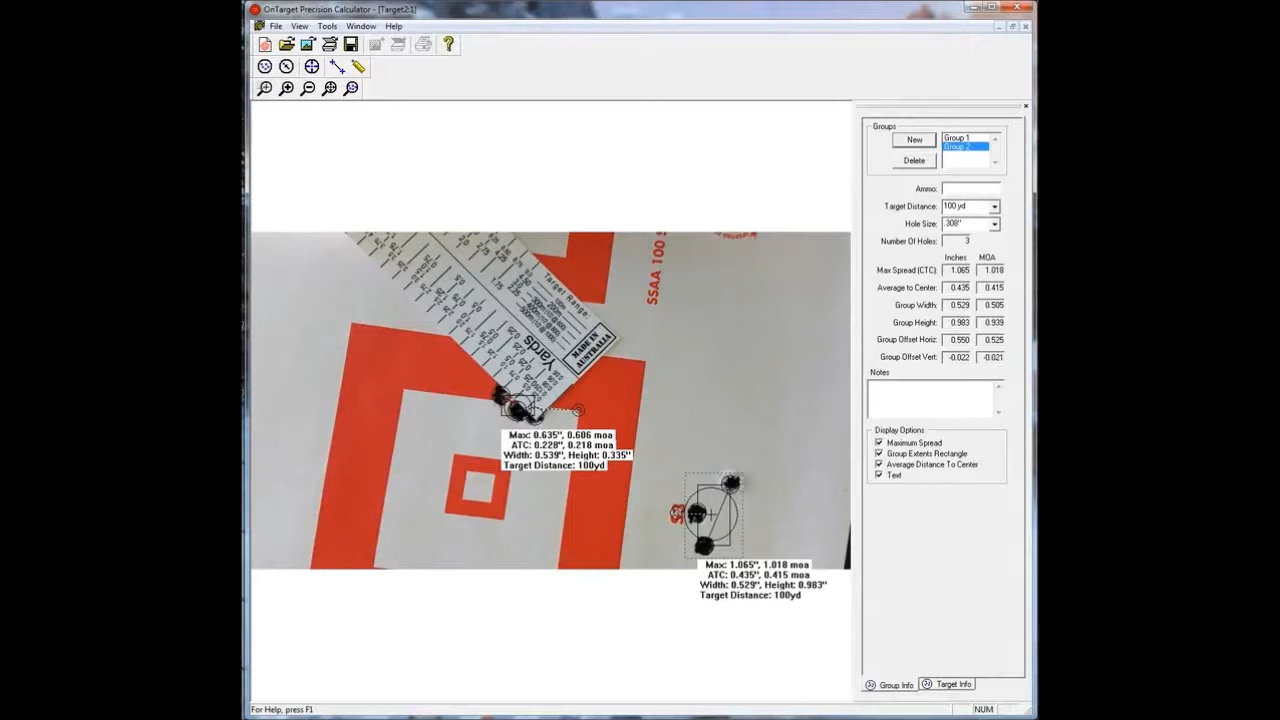 OnTarget Precision Calculator - [Target2:1]
File View Tools Window Help
Groups
New
Group 1
Group 2
Delete
Ammo:
Target Distance: 100 yd
Hole Size: .308"
Number Of Holes: 3
Inches MOA
Max Spread (CTC): 1.065 1.018
Average to Center: 0.435 0.415
Group Width: 0.529 0.505
Group Height: 0.983 0.939
Group Offset Horiz: 0.550 0.525
Group Offset Vert: -0.022 -0.021
Notes
Display Options
Maximum Spread
Group Extents Rectangle
Average Distance To Center
Text
Group Info Target Info
SSAA 100
Target Range:
Yards
MADE IN
AUSTRALIA
Max: 0.635", 0.606 moa
ATC: 0.228", 0.218 moa
Width: 0.539", Height: 0.335"
Target Distance: 100yd
Max: 1.065", 1.018 moa
ATC: 0.435", 0.415 moa
Width: 0.529", Height: 0.983"
Target Distance: 100yd
For Help, press F1
NUM